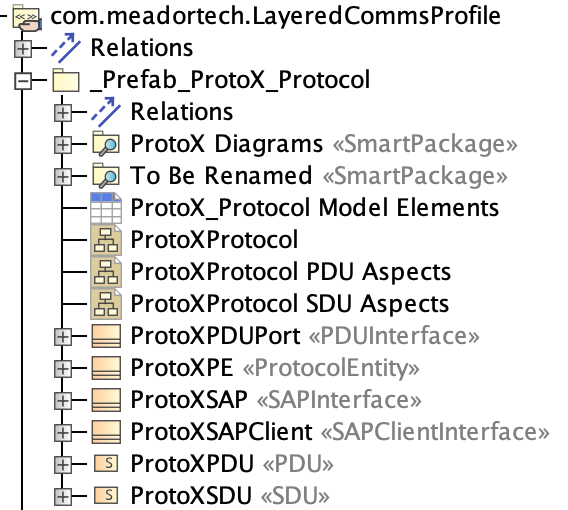 com.meadortech.LayeredCommsProfile
Relations
_Prefab_ProtoX_Protocol
Relations
ProtoX Diagrams «SmartPackage»
To Be Renamed «SmartPackage»
ProtoX_Protocol Model Elements
ProtoXProtocol
ProtoXProtocol PDU Aspects
ProtoXProtocol SDU Aspects
ProtoXPDUPort «PDUInterface»
ProtoXPE «ProtocolEntity»
ProtoXSAP «SAPInterface»
ProtoXSAPClient «SAPClientInterface»
S ProtoXPDU «PDU»
S ProtoXSDU «SDU»